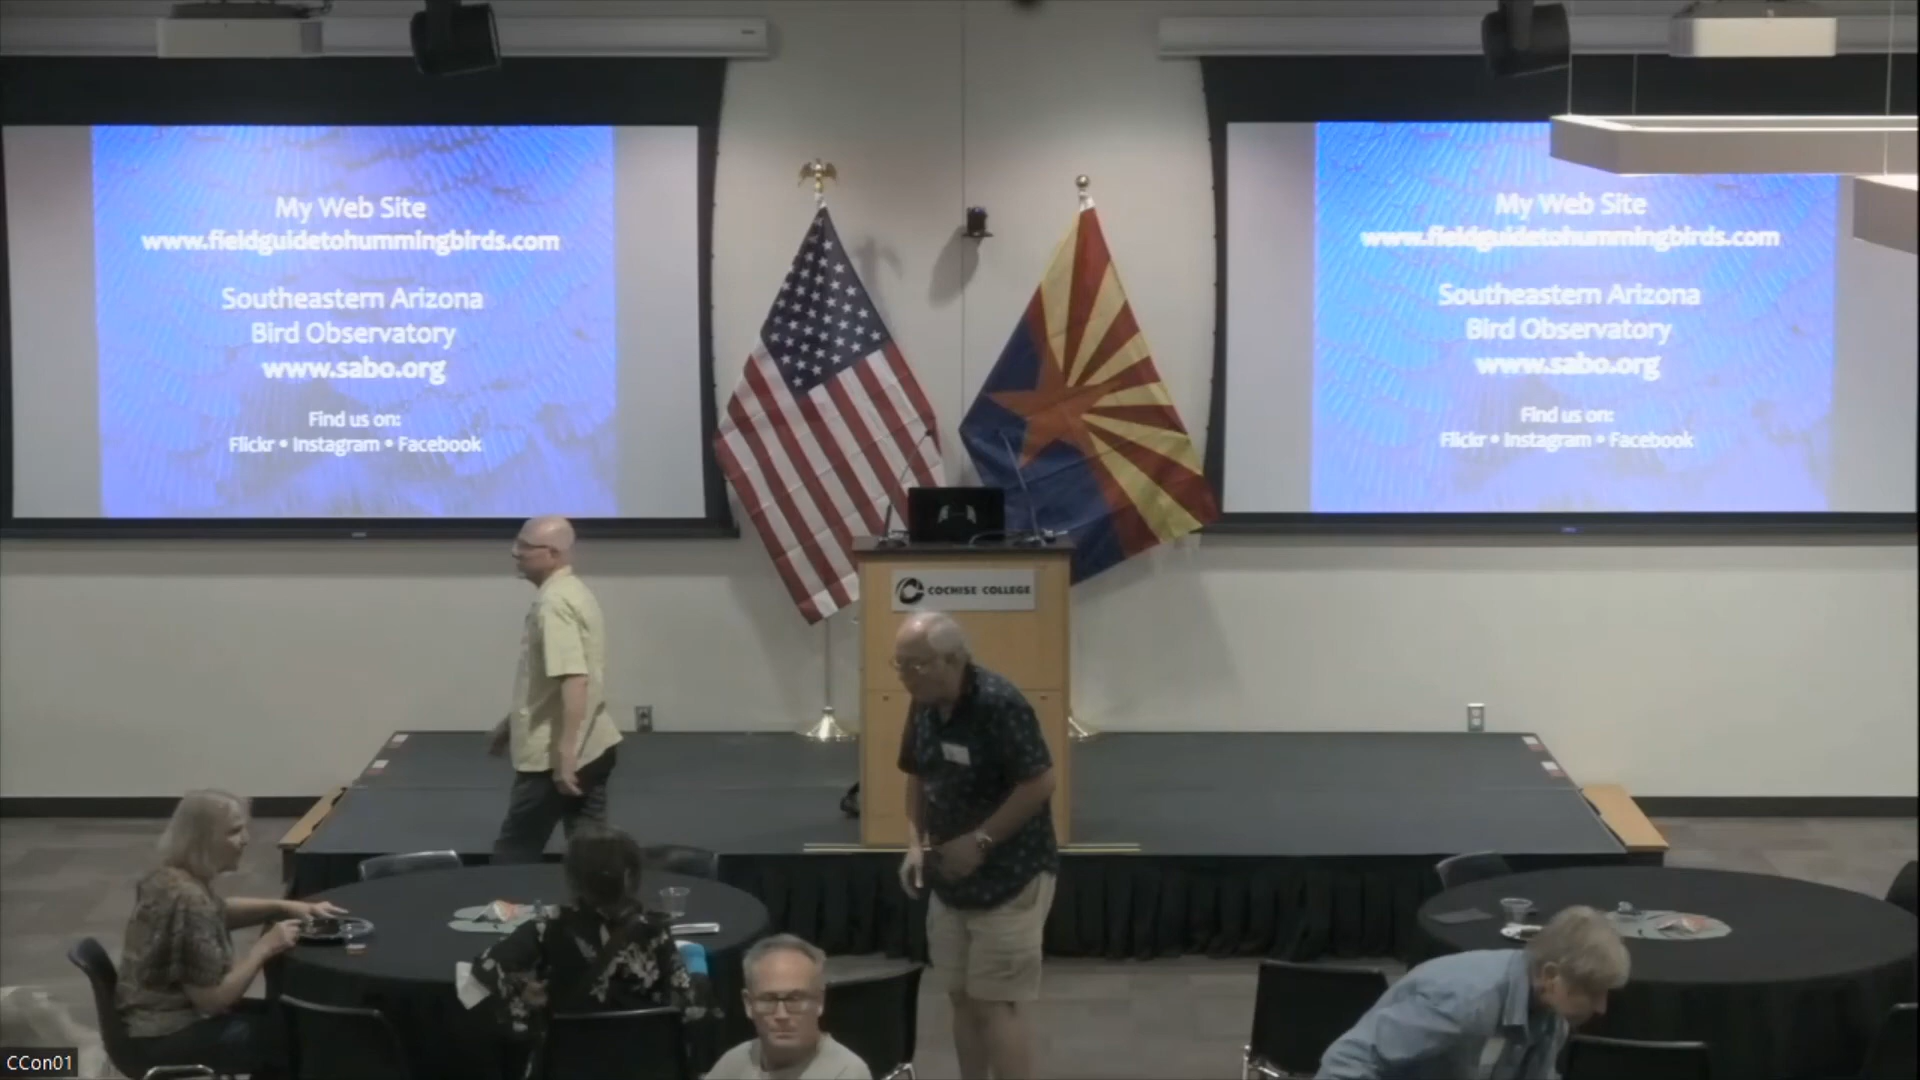 My Web Site
www.fieldguidetohummingbirds.com
Southeastern Arizona
Bird Observatory
www.sabo.org
Find us on:
Flickr • Instagram • Facebook
My Web Site
www.fieldguidetohummingbirds.com
Southeastern Arizona
Bird Observatory
www.sabo.org
Find us on:
Flickr • Instagram • Facebook
COCHISE COLLEGE
CCon01